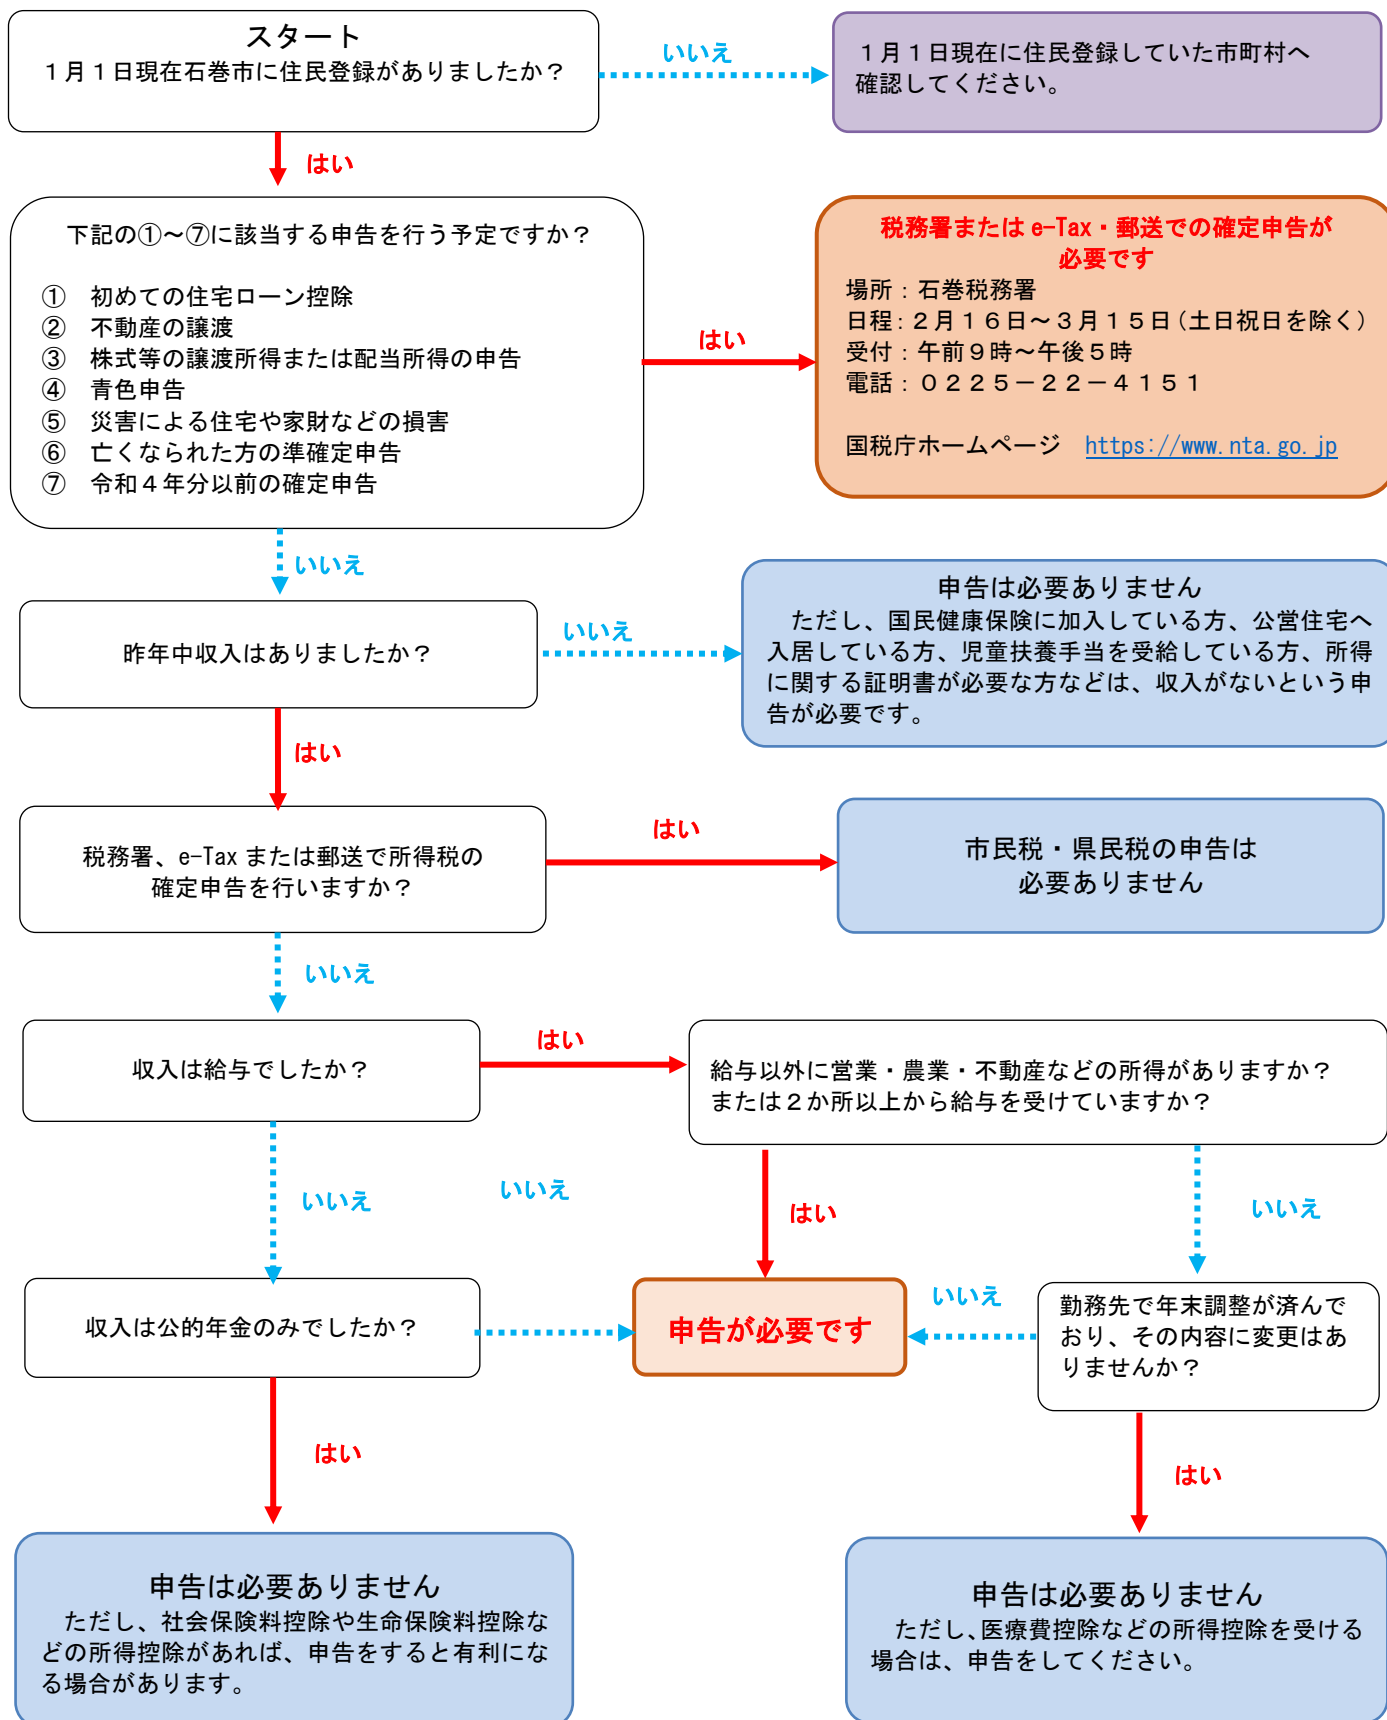 スタート
１月１日現在石巻市に住民登録がありましたか？
いいえ
１月１日現在に住民登録していた市町村へ
確認してください。
はい
下記の①～⑦に該当する申告を行う予定ですか？
①　初めての住宅ローン控除
②　不動産の譲渡
③　株式等の譲渡所得または配当所得の申告
④　青色申告
⑤　災害による住宅や家財などの損害
⑥　亡くなられた方の準確定申告
⑦　令和４年分以前の確定申告
はい
税務署または e-Tax・郵送での確定申告が
必要です
場所：石巻税務署
日程：２月１６日～３月１５日（土日祝日を除く）
受付：午前９時～午後５時
電話：０２２５－２２－４１５１
国税庁ホームページ　https://www.nta.go.jp
いいえ
昨年中収入はありましたか？
いいえ
申告は必要ありません
ただし、国民健康保険に加入している方、公営住宅へ
入居している方、児童扶養手当を受給している方、所得
に関する証明書が必要な方などは、収入がないという申
告が必要です。
はい
税務署、e-Tax または郵送で所得税の
確定申告を行いますか？
はい
市民税・県民税の申告は
必要ありません
いいえ
収入は給与でしたか？
はい
給与以外に営業・農業・不動産などの所得がありますか？
または２か所以上から給与を受けていますか？
いいえ
いいえ
はい
いいえ
収入は公的年金のみでしたか？
申告が必要です
いいえ
勤務先で年末調整が済んで
おり、その内容に変更はあ
りませんか？
はい
はい
申告は必要ありません
ただし、社会保険料控除や生命保険料控除な
どの所得控除があれば、申告をすると有利にな
る場合があります。
申告は必要ありません
ただし、医療費控除などの所得控除を受ける
場合は、申告をしてください。